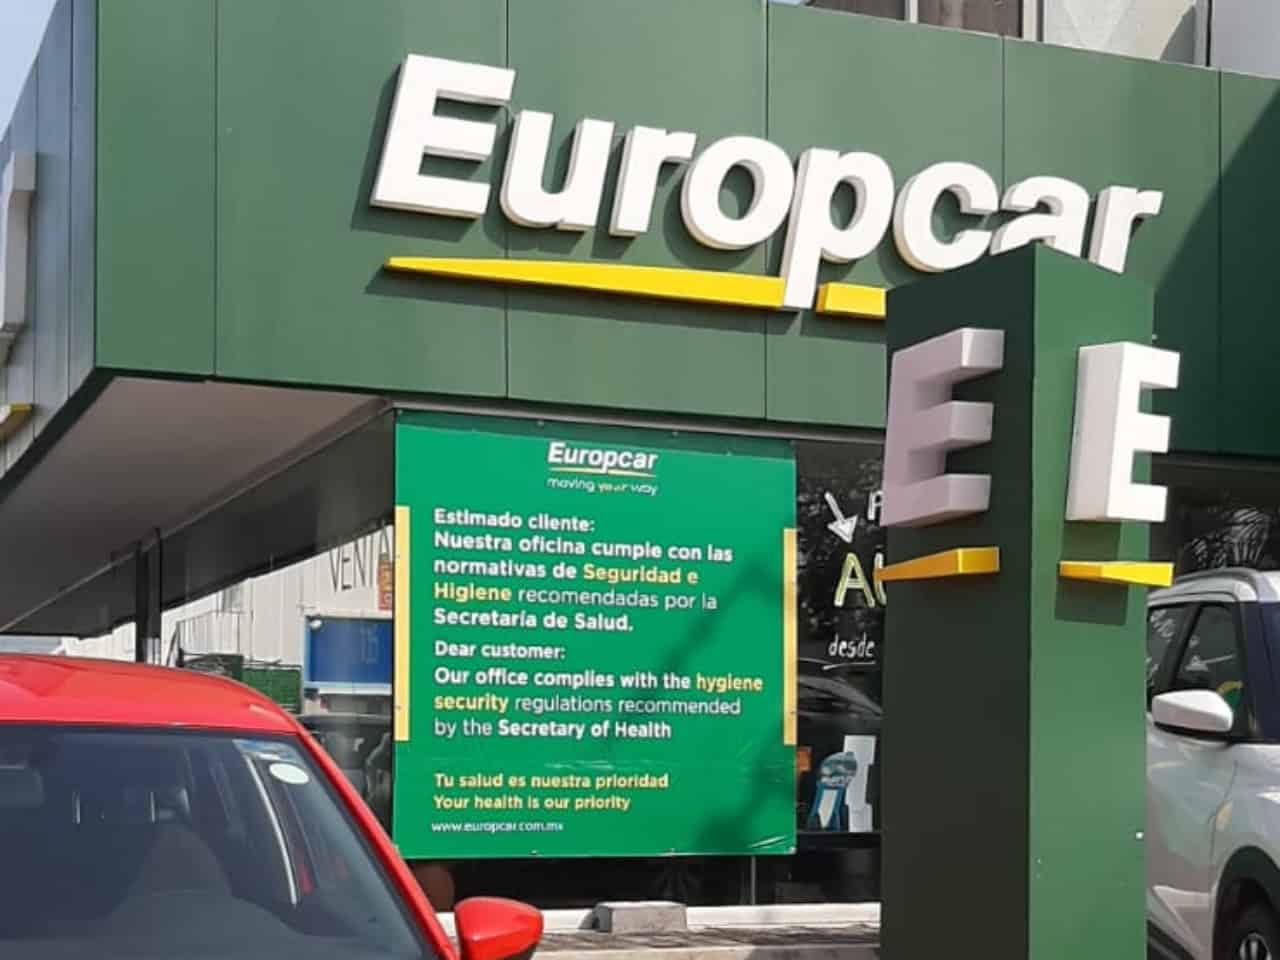 Europcar
E E
Europcar
moving your way
Estimado cliente:
Nuestra oficina cumple con las
normativas de Seguridad e
Higiene recomendadas por la
Secretaría de Salud.
Dear customer:
Our office complies with the hygiene
security regulations recommended
by the Secretary of Health
Tu salud es nuestra prioridad
Your health is our priority
www.europcar.com.mx
desde